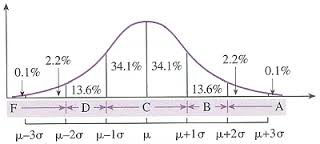 34.1% 34.1%
2.2% 2.2%
0.1% 0.1%
13.6% 13.6%
F D C B A
μ–3σ μ–2σ μ–1σ μ μ+1σ μ+2σ μ+3σ